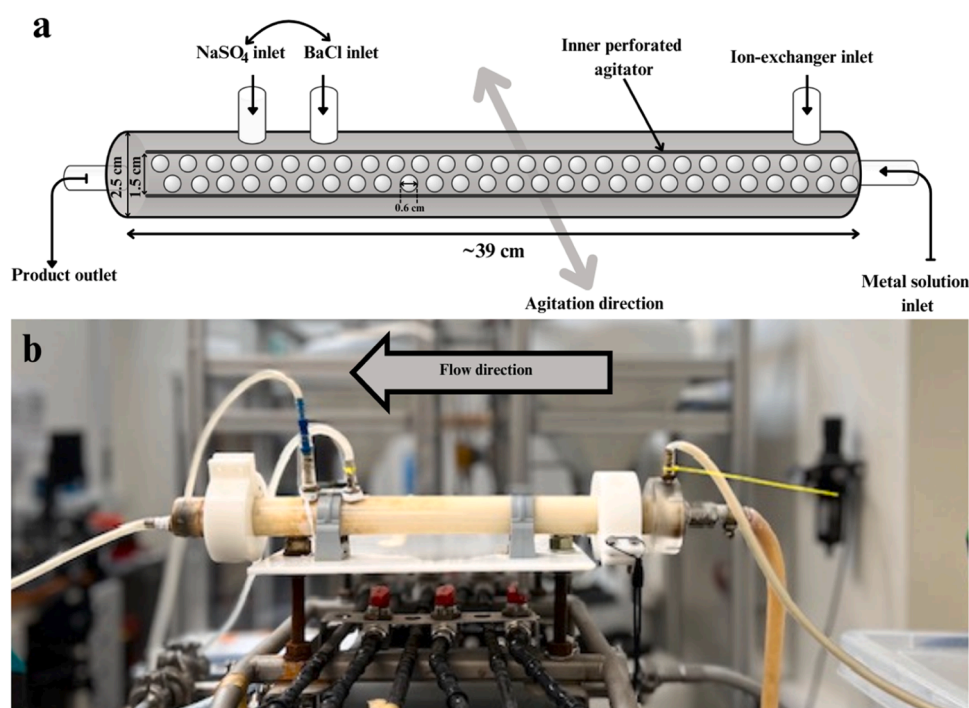 a
NaSO4 inlet
BaCl inlet
Inner perforated
agitator
Ion-exchanger inlet
2.5 cm
1.5 cm
0.6 cm
~39 cm
Product outlet
Agitation direction
Metal solution
inlet
b
Flow direction